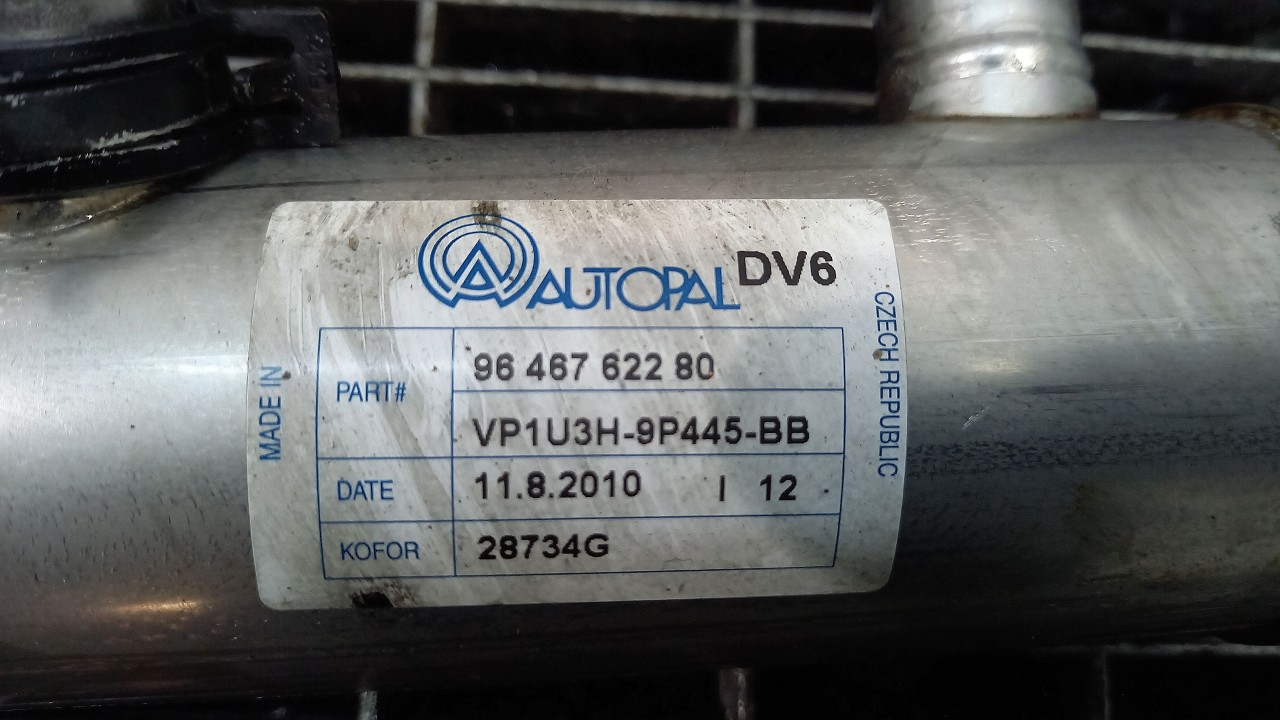 AUTOPAL DV6
MADE IN
PART# 96 467 622 80
VP1U3H-9P445-BB
DATE 11.8.2010 I 12
KOFOR 28734G
CZECH REPUBLIC